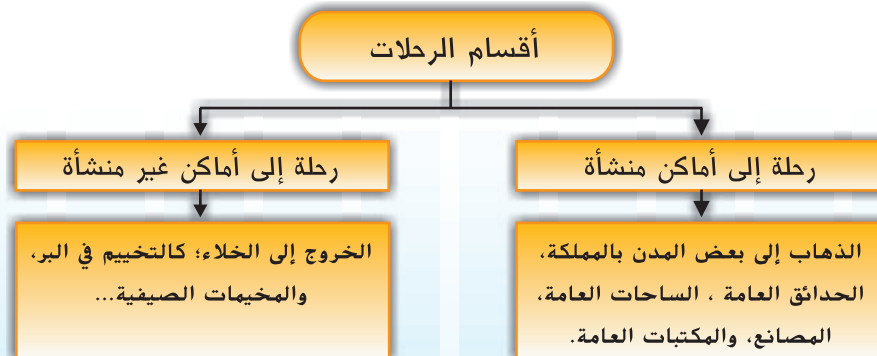 أقسام الرحلات
رحلة إلى أماكن منشأة
الذهاب إلى بعض المدن بالمملكة،
الحدائق العامة ، الساحات العامة،
المصانع، والمكتبات العامة.
رحلة إلى أماكن غير منشأة
الخروج إلى الخلاء؛ كالتخييم في البر،
والمخيمات الصيفية...